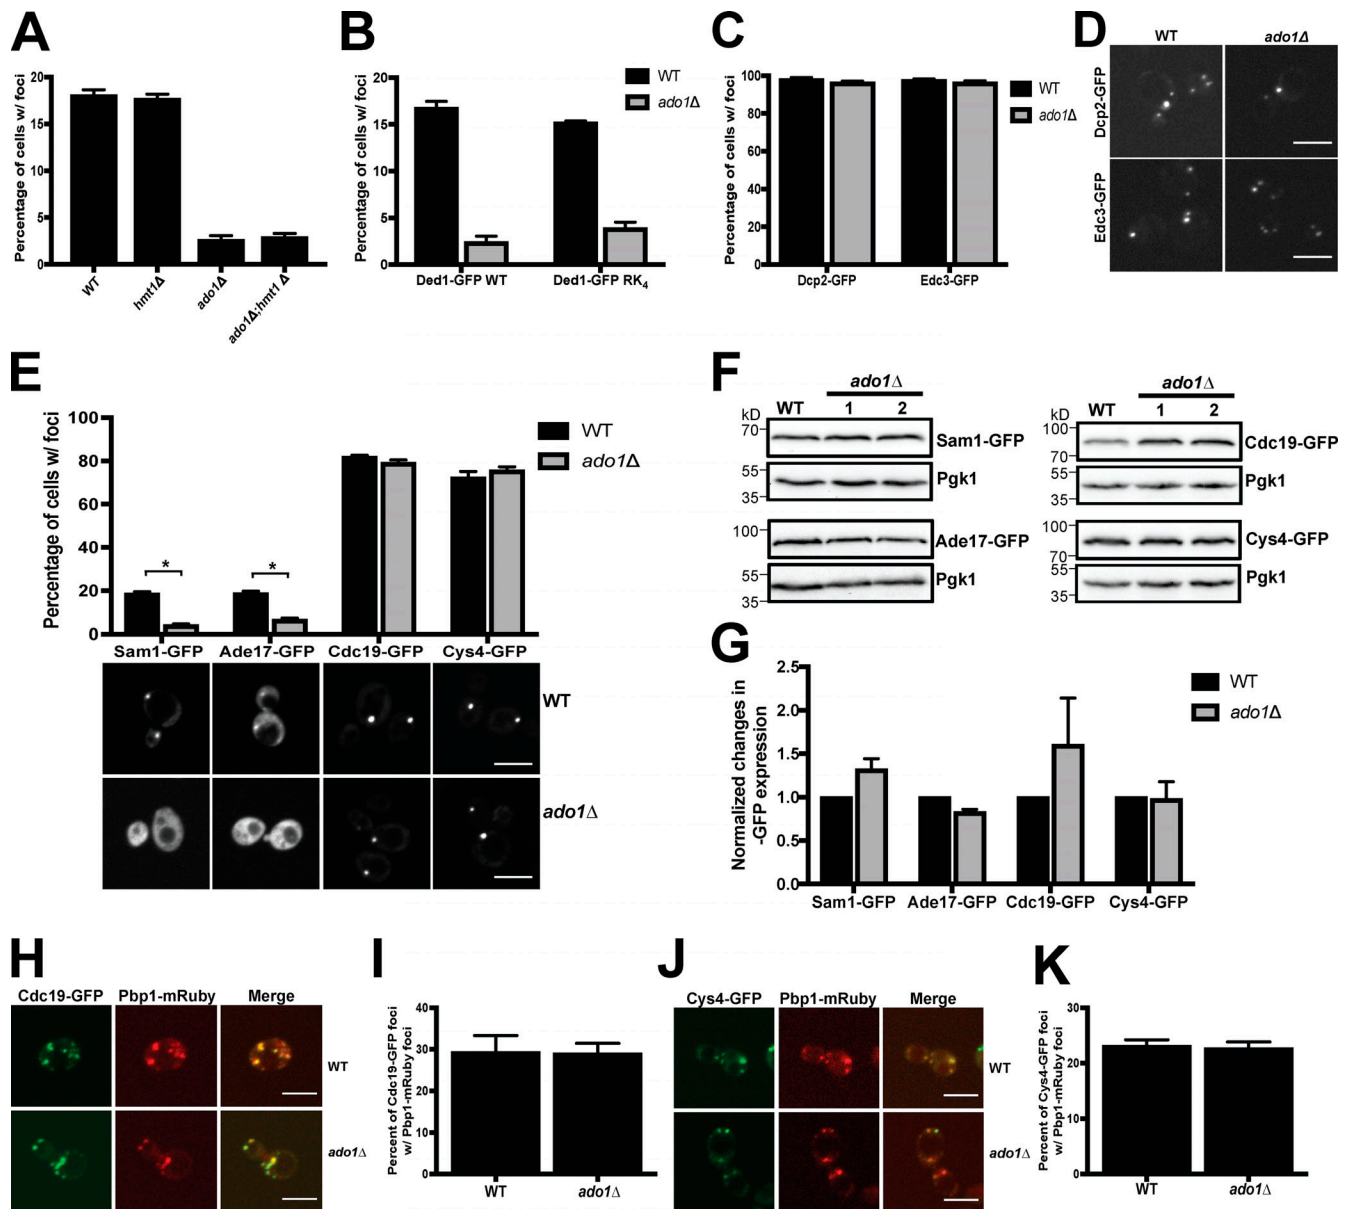 A
Percentage of cells w/ foci
20
15
10
5
0
WT
hmt1Δ
ado1Δ
ado1Δ;hmt1Δ
B
Percentage of cells w/ foci
20
15
10
5
0
WT
ado1Δ
Ded1-GFP WT
Ded1-GFP RK4
C
Percentage of cells w/ foci
100
80
60
40
20
0
WT
ado1Δ
Dcp2-GFP
Edc3-GFP
D
WT
ado1Δ
Dcp2-GFP
Edc3-GFP
E
Percentage of cells w/ foci
100
80
60
40
20
0
*
*
WT
ado1Δ
Sam1-GFP
Ade17-GFP
Cdc19-GFP
Cys4-GFP
WT
ado1Δ
F
ado1Δ
kD
WT
1
2
70
Sam1-GFP
55
35
Pgk1
100
Ade17-GFP
55
35
Pgk1
ado1Δ
kD
WT
1
2
100
70
Cdc19-GFP
55
35
Pgk1
100
70
Cys4-GFP
55
35
Pgk1
G
Normalized changes in
-GFP expression
2.5
2.0
1.5
1.0
0.5
0.0
WT
ado1Δ
Sam1-GFP
Ade17-GFP
Cdc19-GFP
Cys4-GFP
H
Cdc19-GFP
Pbp1-mRuby
Merge
WT
ado1Δ
I
Percent of Cdc19-GFP foci
w/ Pbp1-mRuby foci
40
30
20
10
0
WT
ado1Δ
J
Cys4-GFP
Pbp1-mRuby
Merge
WT
ado1Δ
K
Percent of Cys4-GFP foci
w/ Pbp1-mRuby foci
30
20
10
0
WT
ado1Δ